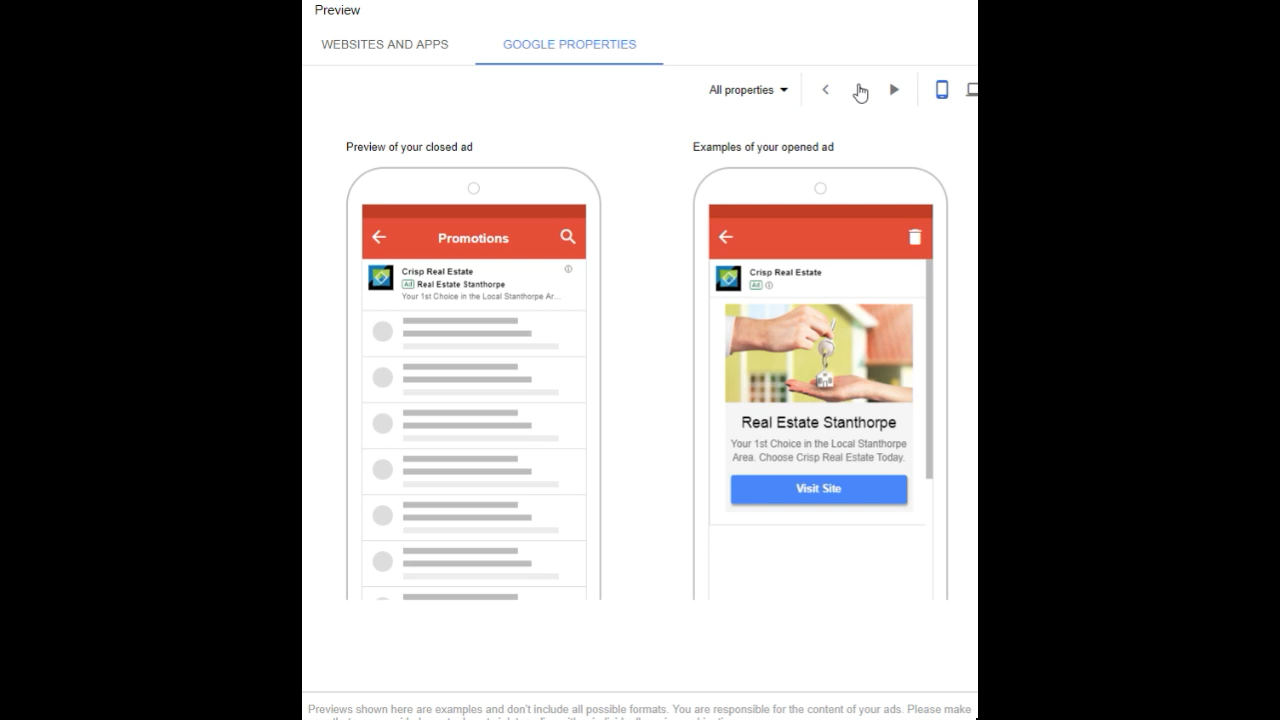 Preview
WEBSITES AND APPS
GOOGLE PROPERTIES
All properties
Preview of your closed ad
Examples of your opened ad
Promotions
Crisp Real Estate
Ad Real Estate Stanthorpe
Your 1st Choice in the Local Stanthorpe Ar...
Crisp Real Estate
Ad
Real Estate Stanthorpe
Your 1st Choice in the Local Stanthorpe
Area. Choose Crisp Real Estate Today.
Visit Site
Previews shown here are examples and don't include all possible formats. You are responsible for the content of your ads. Please make